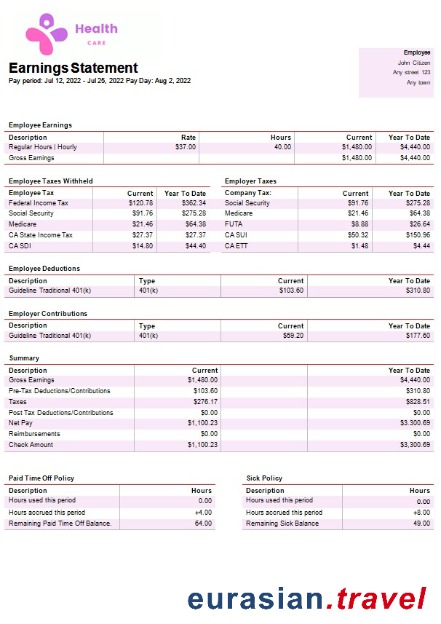 Health
CARE
Earnings Statement
Pay period: Jul 12, 2022 - Jul 25, 2022 Pay Day: Aug 2, 2022
Employee
John Citizen
Any street 123
Any town
Employee Earnings
Description Rate Hours Current Year To Date
Regular Hours | Hourly $37.00 40.00 $1,480.00 $4,440.00
Gross Earnings $1,480.00 $4,440.00
Employee Taxes Withheld
Employee Tax Current Year To Date
Federal Income Tax $120.78 $362.34
Social Security $91.76 $275.28
Medicare $21.46 $64.38
CA State Income Tax $27.37 $27.37
CA SDI $14.80 $44.40
Employer Taxes
Company Tax: Current Year To Date
Social Security $91.76 $275.28
Medicare $21.46 $64.38
FUTA $8.88 $26.64
CA SUI $50.32 $150.96
CA ETT $1.48 $4.44
Employee Deductions
Description Type Current Year To Date
Guideline Traditional 401(k) 401(k) $103.60 $310.80
Employer Contributions
Description Type Current Year To Date
Guideline Traditional 401(k) 401(k) $59.20 $177.60
Summary
Description Current Year To Date
Gross Earnings $1,480.00 $4,440.00
Pre-Tax Deductions/Contributions $103.60 $310.80
Taxes $276.17 $828.51
Post Tax Deductions/Contributions $0.00 $0.00
Net Pay $1,100.23 $3,300.69
Reimbursements $0.00 $0.00
Check Amount $1,100.23 $3,300.69
Paid Time Off Policy
Description Hours
Hours used this period 0.00
Hours accrued this period +4.00
Remaining Paid Time Off Balance. 64.00
Sick Policy
Description Hours
Hours used this period 0.00
Hours accrued this period +8.00
Remaining Sick Balance 49.00
eurasian.travel